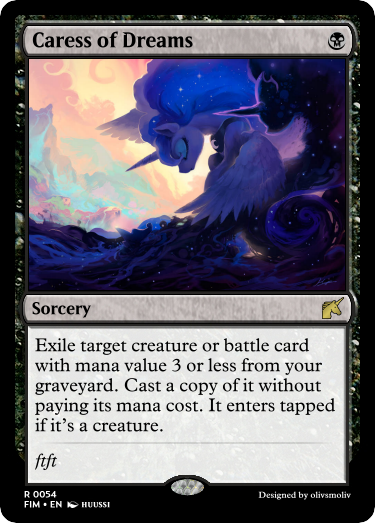 Caress of Dreams
Sorcery
Exile target creature or battle card
with mana value 3 or less from your
graveyard. Cast a copy of it without
paying its mana cost. It enters tapped
if it's a creature.
ftft
R 0054
FIM • EN HUUSSI
Designed by olivsmoliv